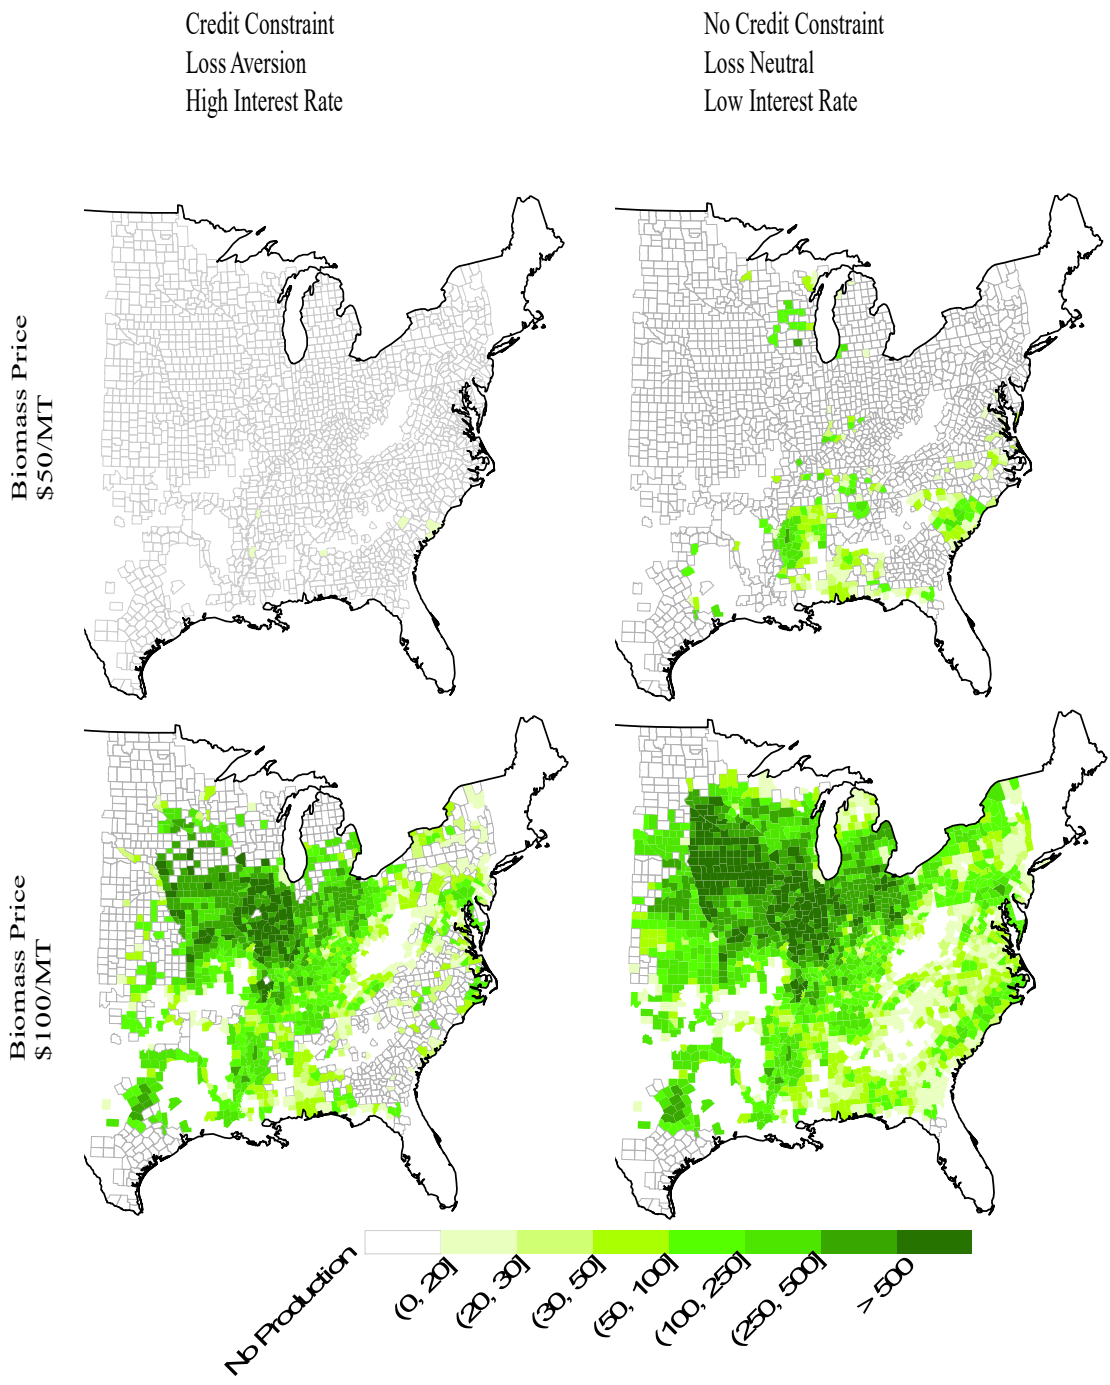 Credit Constraint
Loss Aversion
High Interest Rate
No Credit Constraint
Loss Neutral
Low Interest Rate
Biomass Price
$50/MT
Biomass Price
$100/MT
No Production
(0, 20]
(20, 30]
(30, 50]
(50, 100]
(100, 250]
(250, 500]
> 500